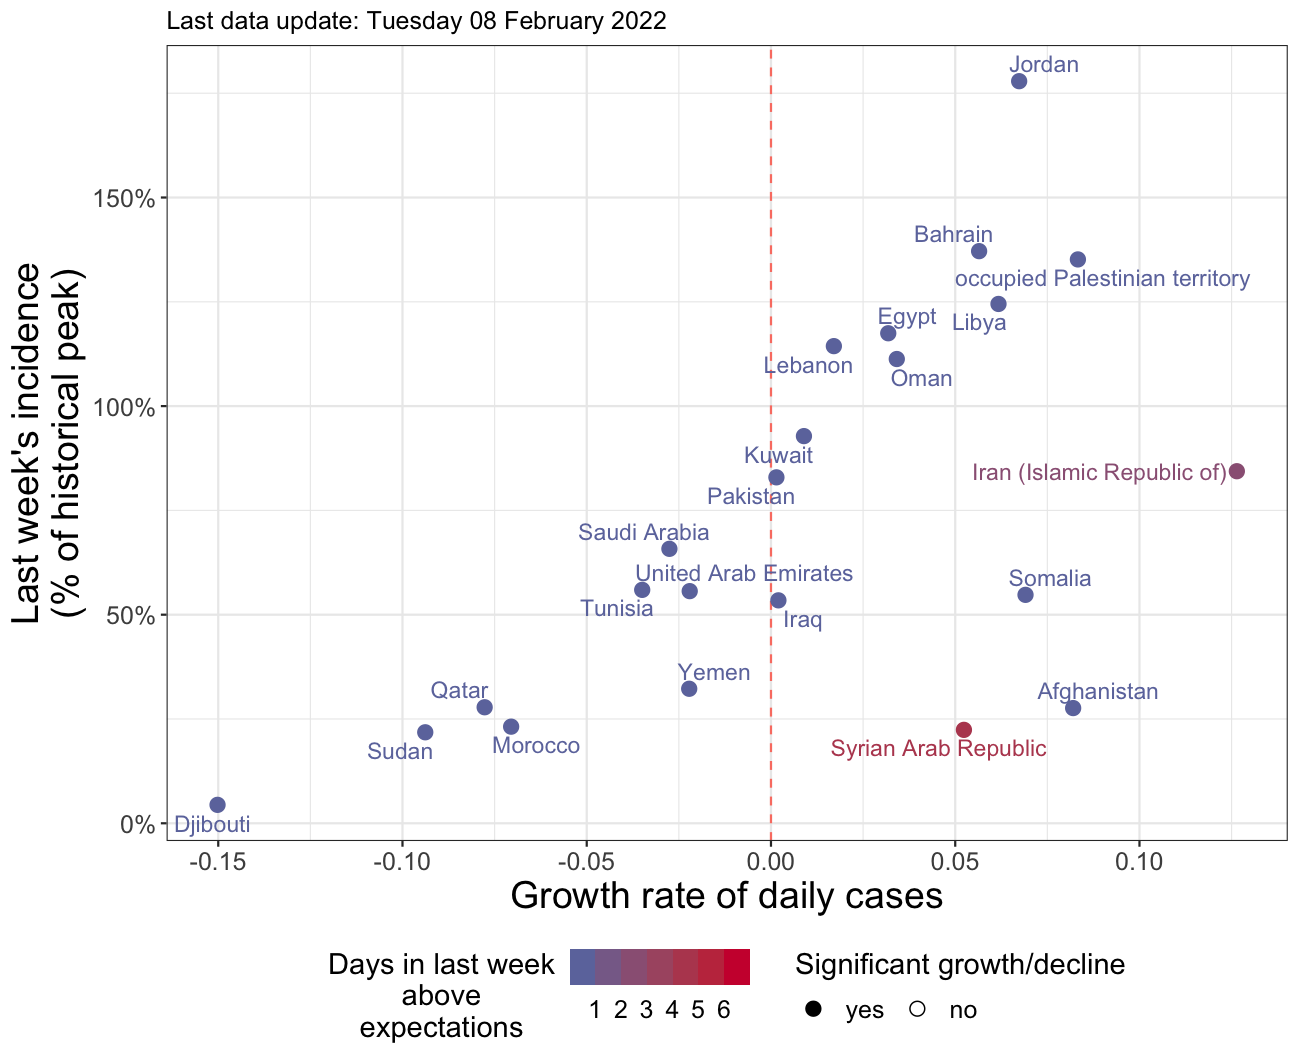 Last data update: Tuesday 08 February 2022
Jordan
150%
Bahrain
occupied Palestinian territory
Egypt
Libya
Lebanon
Oman
100%
Kuwait
Iran (Islamic Republic of)
Pakistan
Saudi Arabia
United Arab Emirates
Somalia
Tunisia
50%
Iraq
Yemen
Qatar
Afghanistan
Sudan
Morocco
Syrian Arab Republic
0%
Djibouti
-0.15 -0.10 -0.05 0.00 0.05 0.10
Last week's incidence
(% of historical peak)
Growth rate of daily cases
Days in last week
above
expectations
1 2 3 4 5 6
Significant growth/decline
yes no